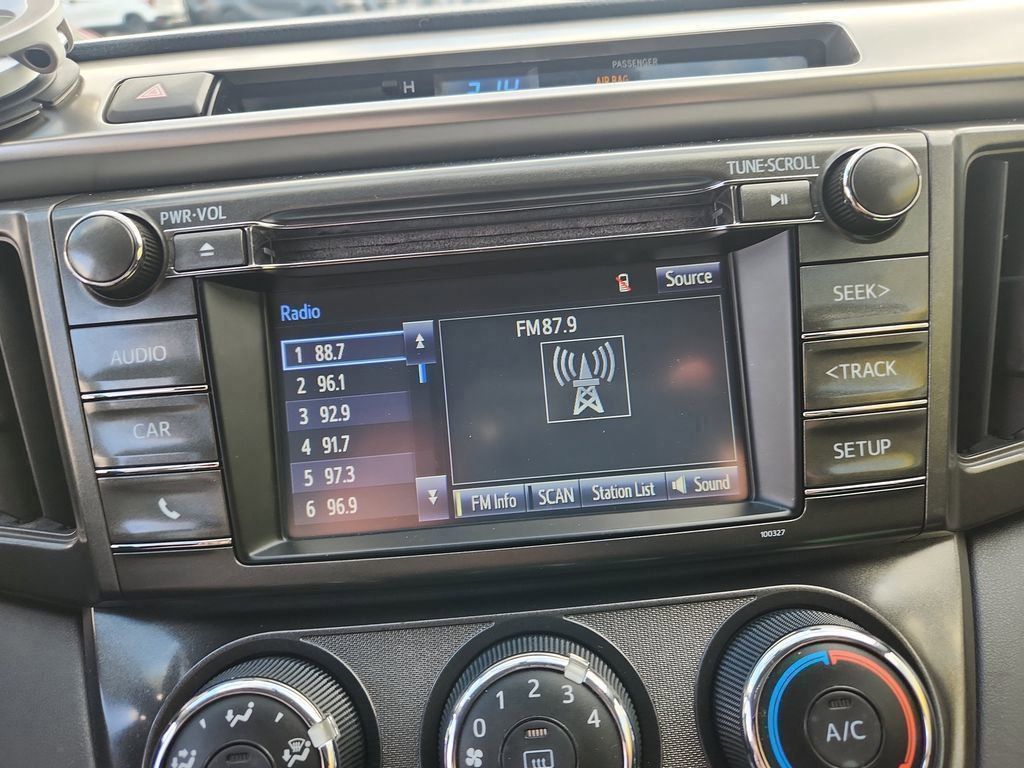 PASSENGER
AIR BAG
H
7:14
TUNE·SCROLL
PWR·VOL
Source
Radio
FM87.9
1 88.7
2 96.1
3 92.9
4 91.7
5 97.3
6 96.9
FM Info
SCAN
Station List
Sound
AUDIO
CAR
SEEK>
<TRACK
SETUP
100327
0
1
2
3
4
A/C